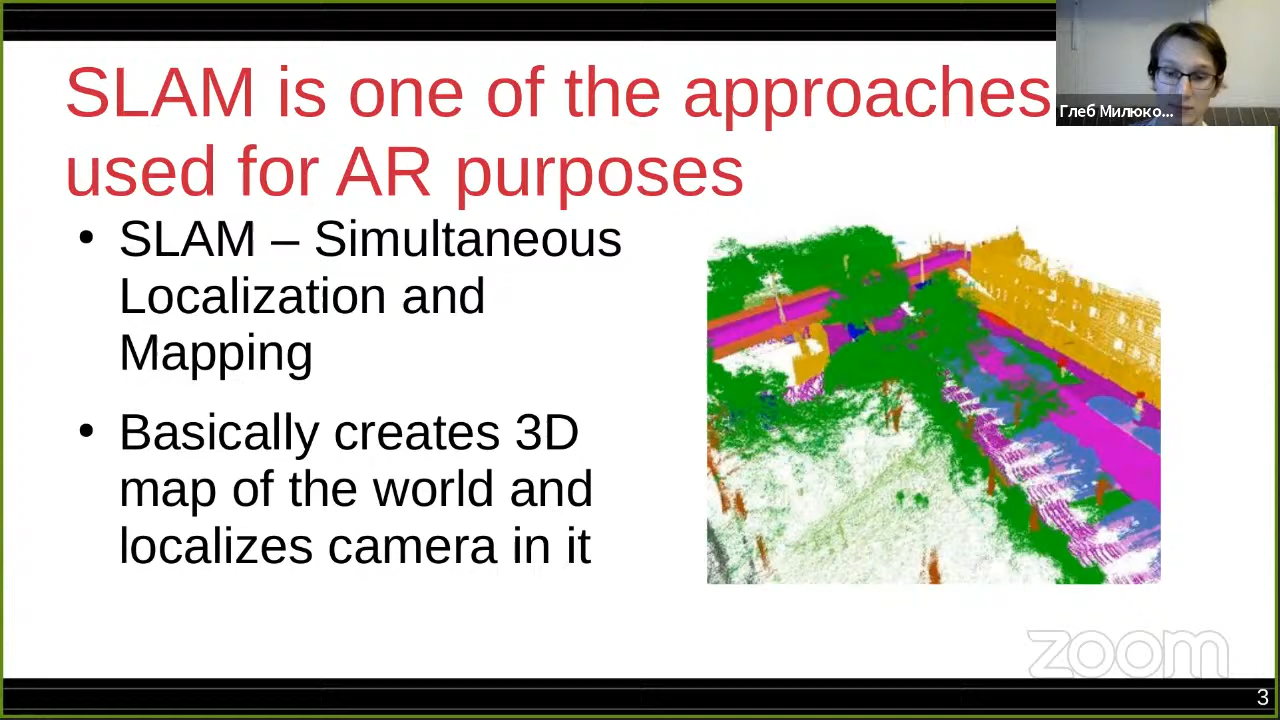 SLAM is one of the approaches
used for AR purposes
Глеб Милюко...
• SLAM – Simultaneous
Localization and
Mapping
• Basically creates 3D
map of the world and
localizes camera in it
zoom
3